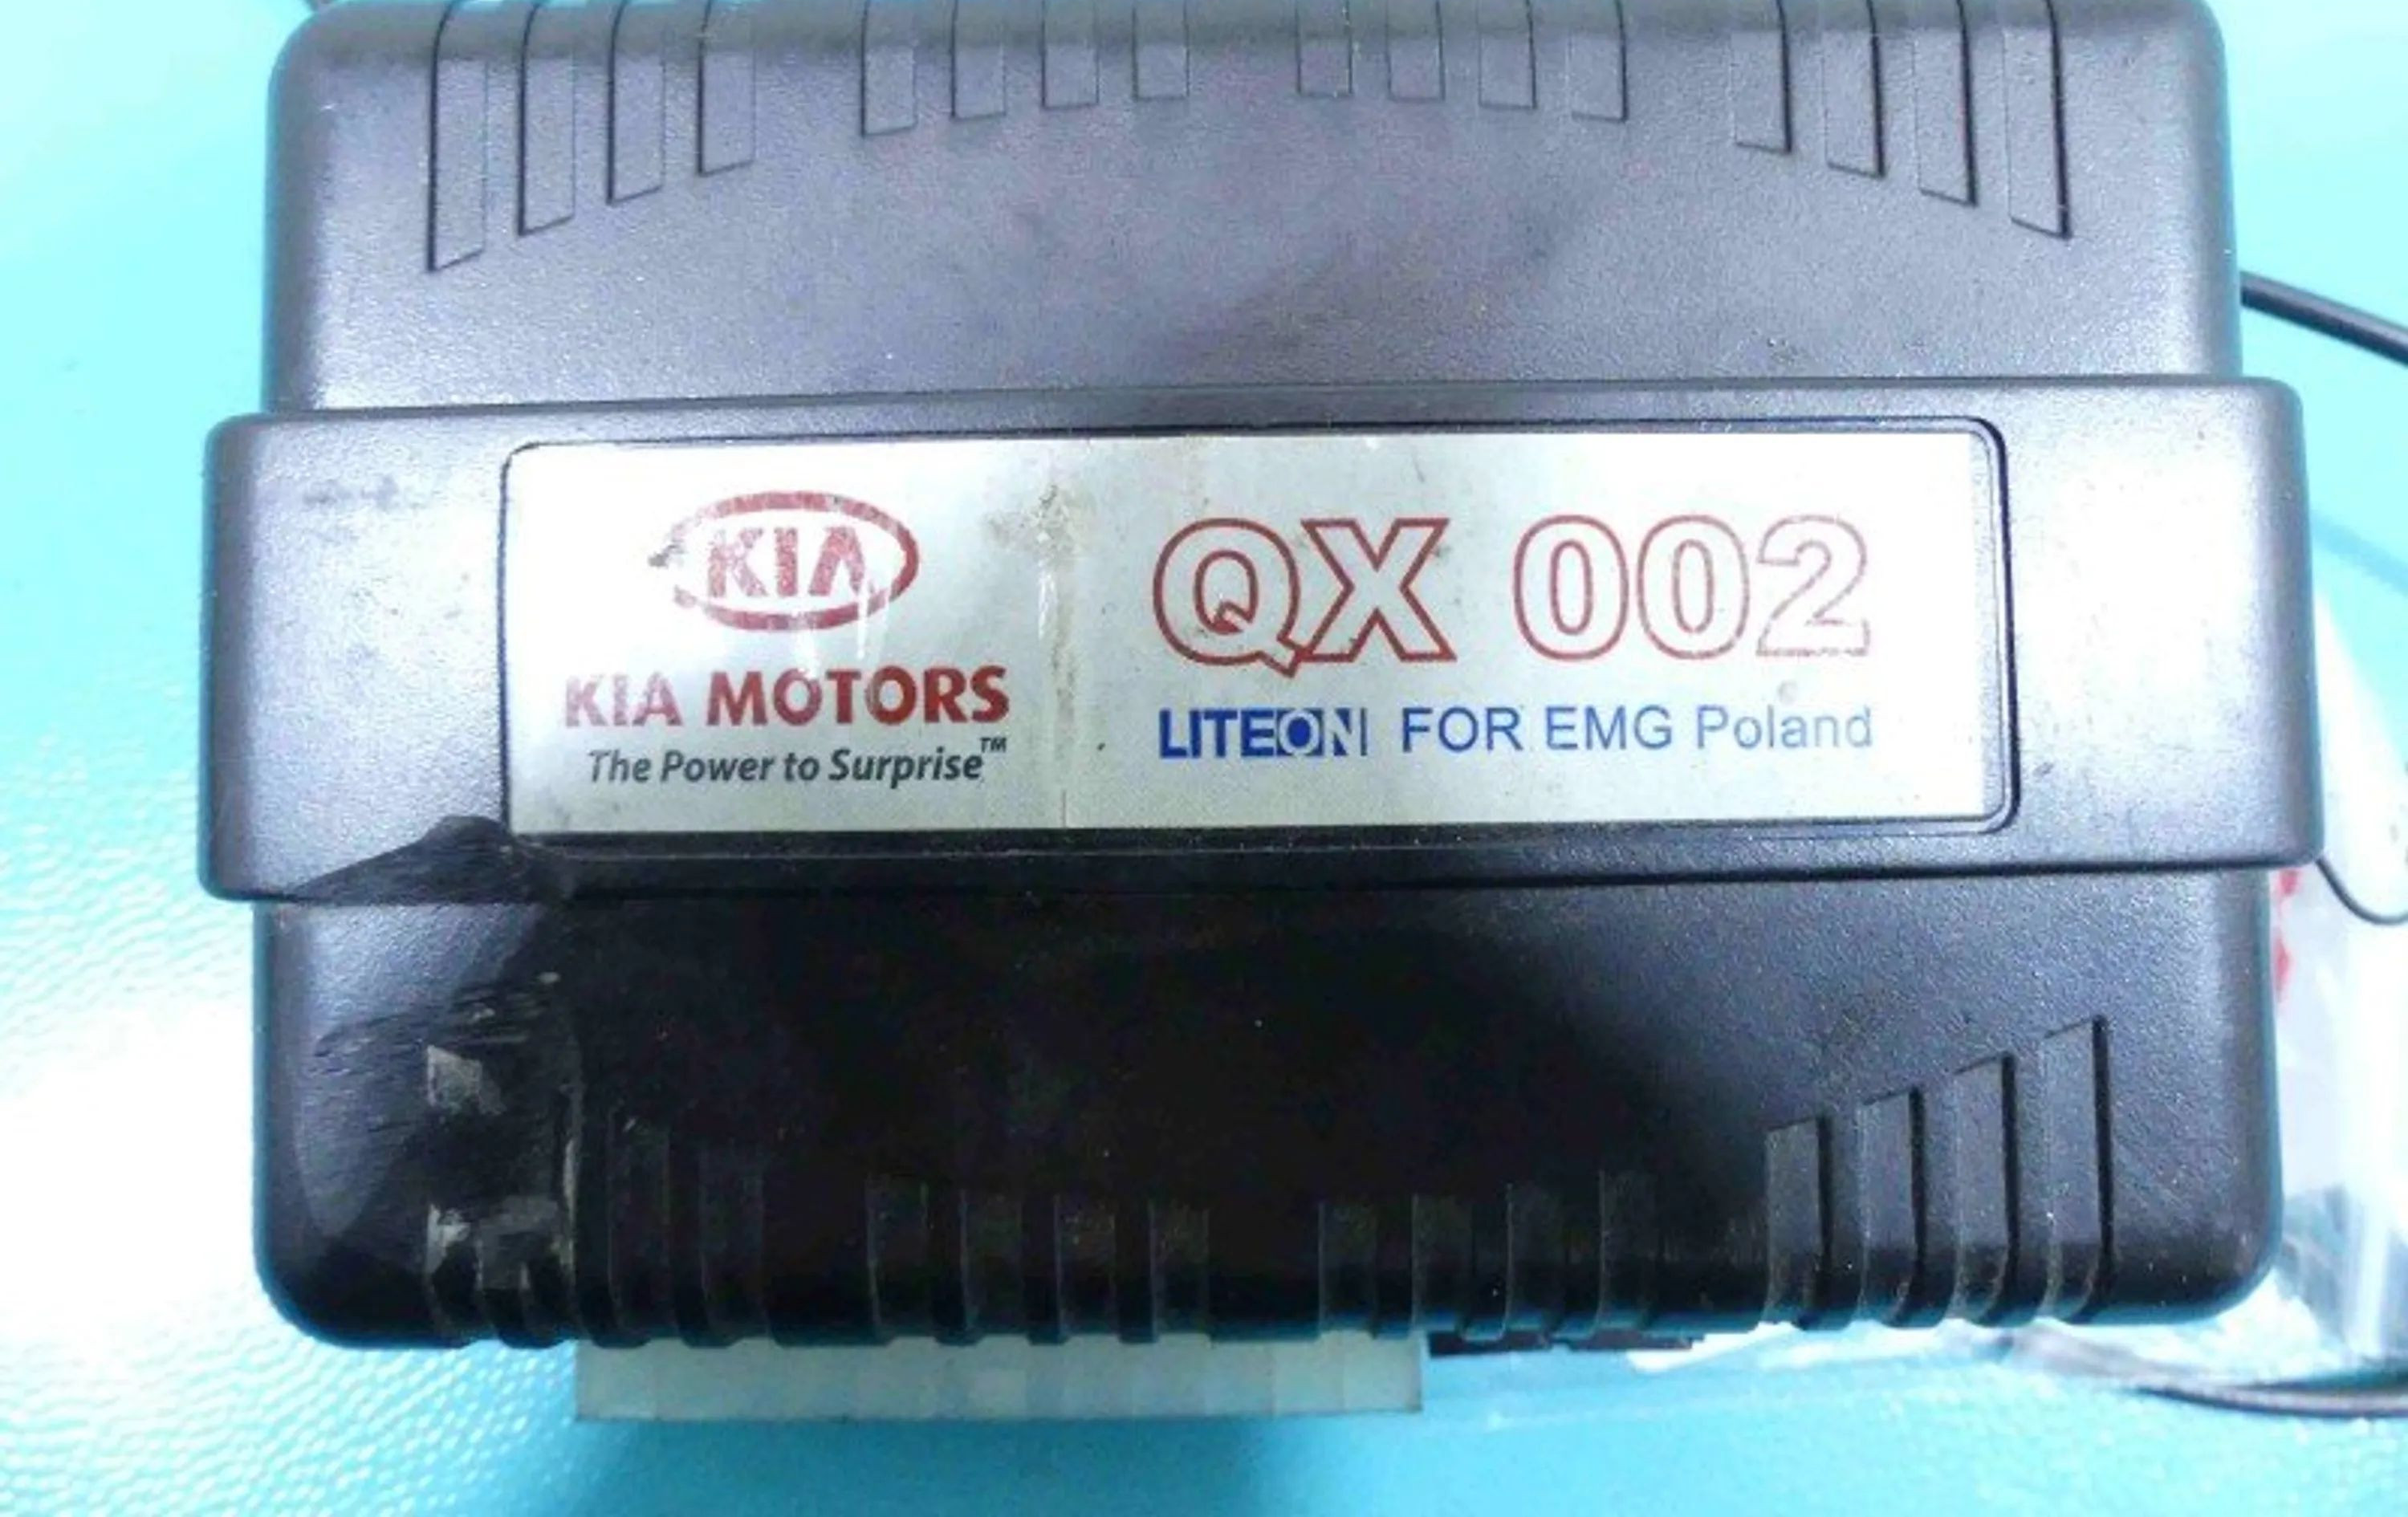 KIA
KIA MOTORS
The Power to Surprise™
QX 002
LITEON FOR EMG Poland